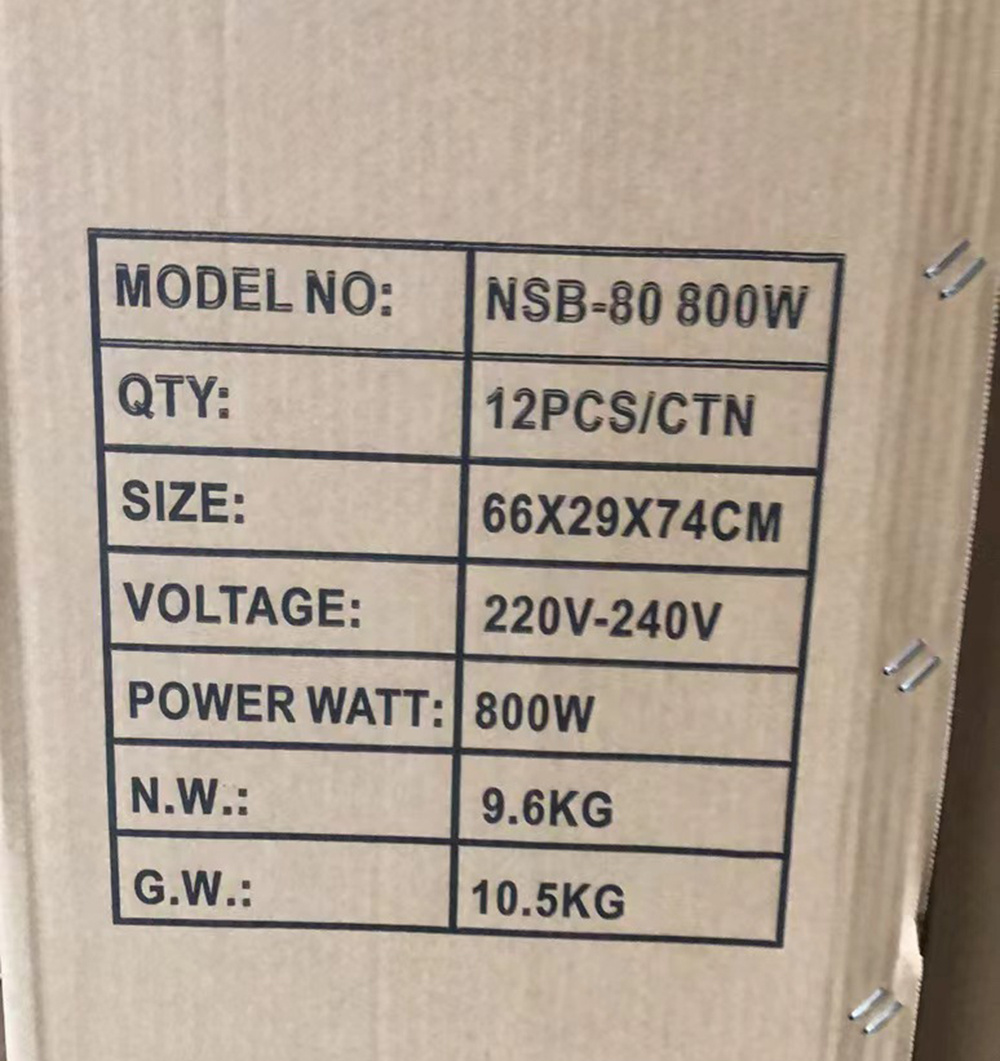 MODEL NO: NSB-80 800W
QTY: 12PCS/CTN
SIZE: 66X29X74CM
VOLTAGE: 220V-240V
POWER WATT: 800W
N.W.: 9.6KG
G.W.: 10.5KG